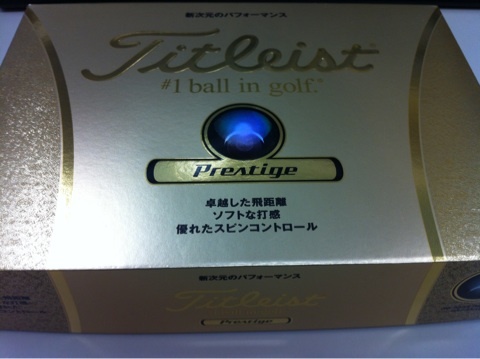 新次元のパフォーマンス
Titleist®
#1 ball in golf.®
Prestige
卓越した飛距離
ソフトな打感
優れたスピンコントロール
新次元のパフォーマンス
Titleist
Prestige